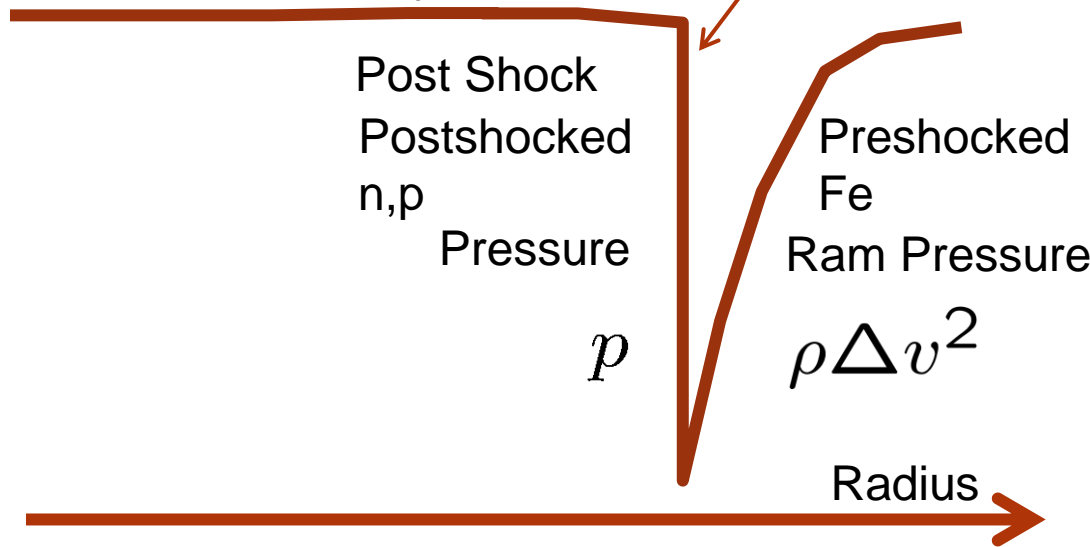 Post Shock
Postshocked
n,p
Pressure
p
Preshocked
Fe
Ram Pressure
ρΔv²
Radius